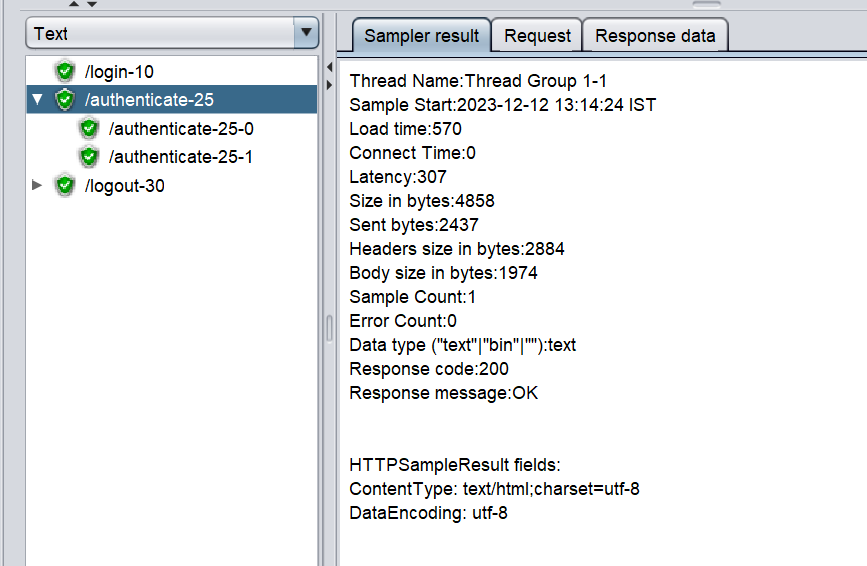 Text
/login-10
/authenticate-25
/authenticate-25-0
/authenticate-25-1
/logout-30
Sampler result
Request
Response data
Thread Name:Thread Group 1-1
Sample Start:2023-12-12 13:14:24 IST
Load time:570
Connect Time:0
Latency:307
Size in bytes:4858
Sent bytes:2437
Headers size in bytes:2884
Body size in bytes:1974
Sample Count:1
Error Count:0
Data type ("text"|"bin"|""):text
Response code:200
Response message:OK
HTTPSampleResult fields:
ContentType: text/html;charset=utf-8
DataEncoding: utf-8